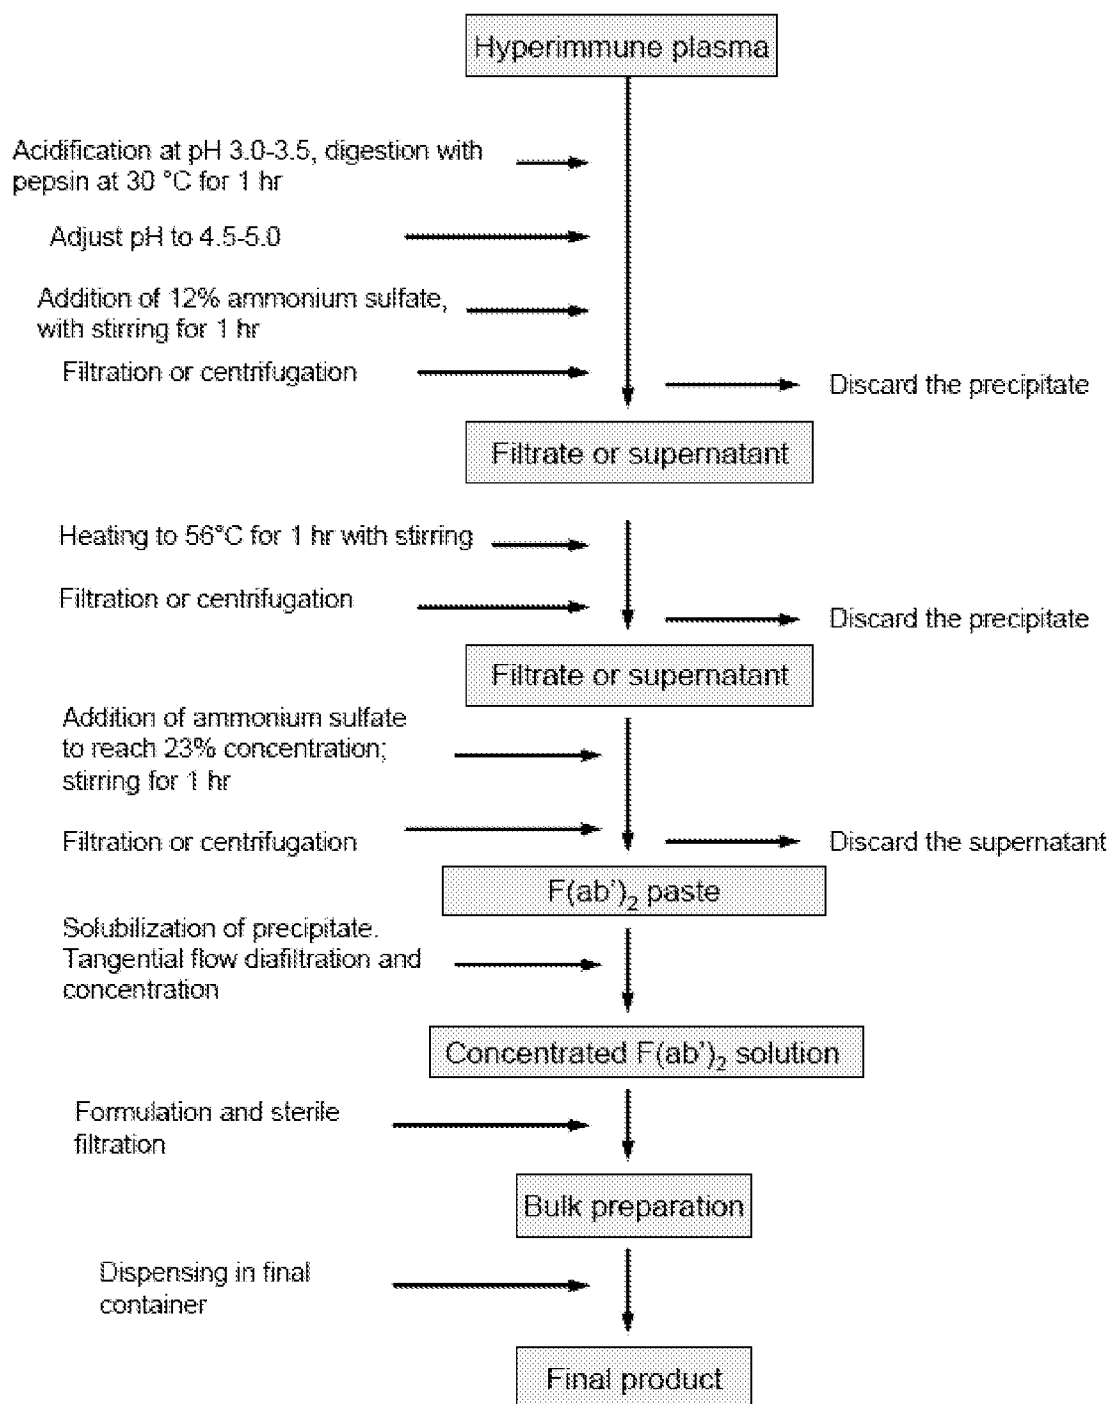 Hyperimmune plasma
Acidification at pH 3.0-3.5, digestion with
pepsin at 30 °C for 1 hr
Adjust pH to 4.5-5.0
Addition of 12% ammonium sulfate,
with stirring for 1 hr
Filtration or centrifugation
Discard the precipitate
Filtrate or supernatant
Heating to 56°C for 1 hr with stirring
Filtration or centrifugation
Discard the precipitate
Filtrate or supernatant
Addition of ammonium sulfate
to reach 23% concentration;
stirring for 1 hr
Filtration or centrifugation
Discard the supernatant
F(ab’)₂ paste
Solubilization of precipitate.
Tangential flow diafiltration and
concentration
Concentrated F(ab’)₂ solution
Formulation and sterile
filtration
Bulk preparation
Dispensing in final
container
Final product